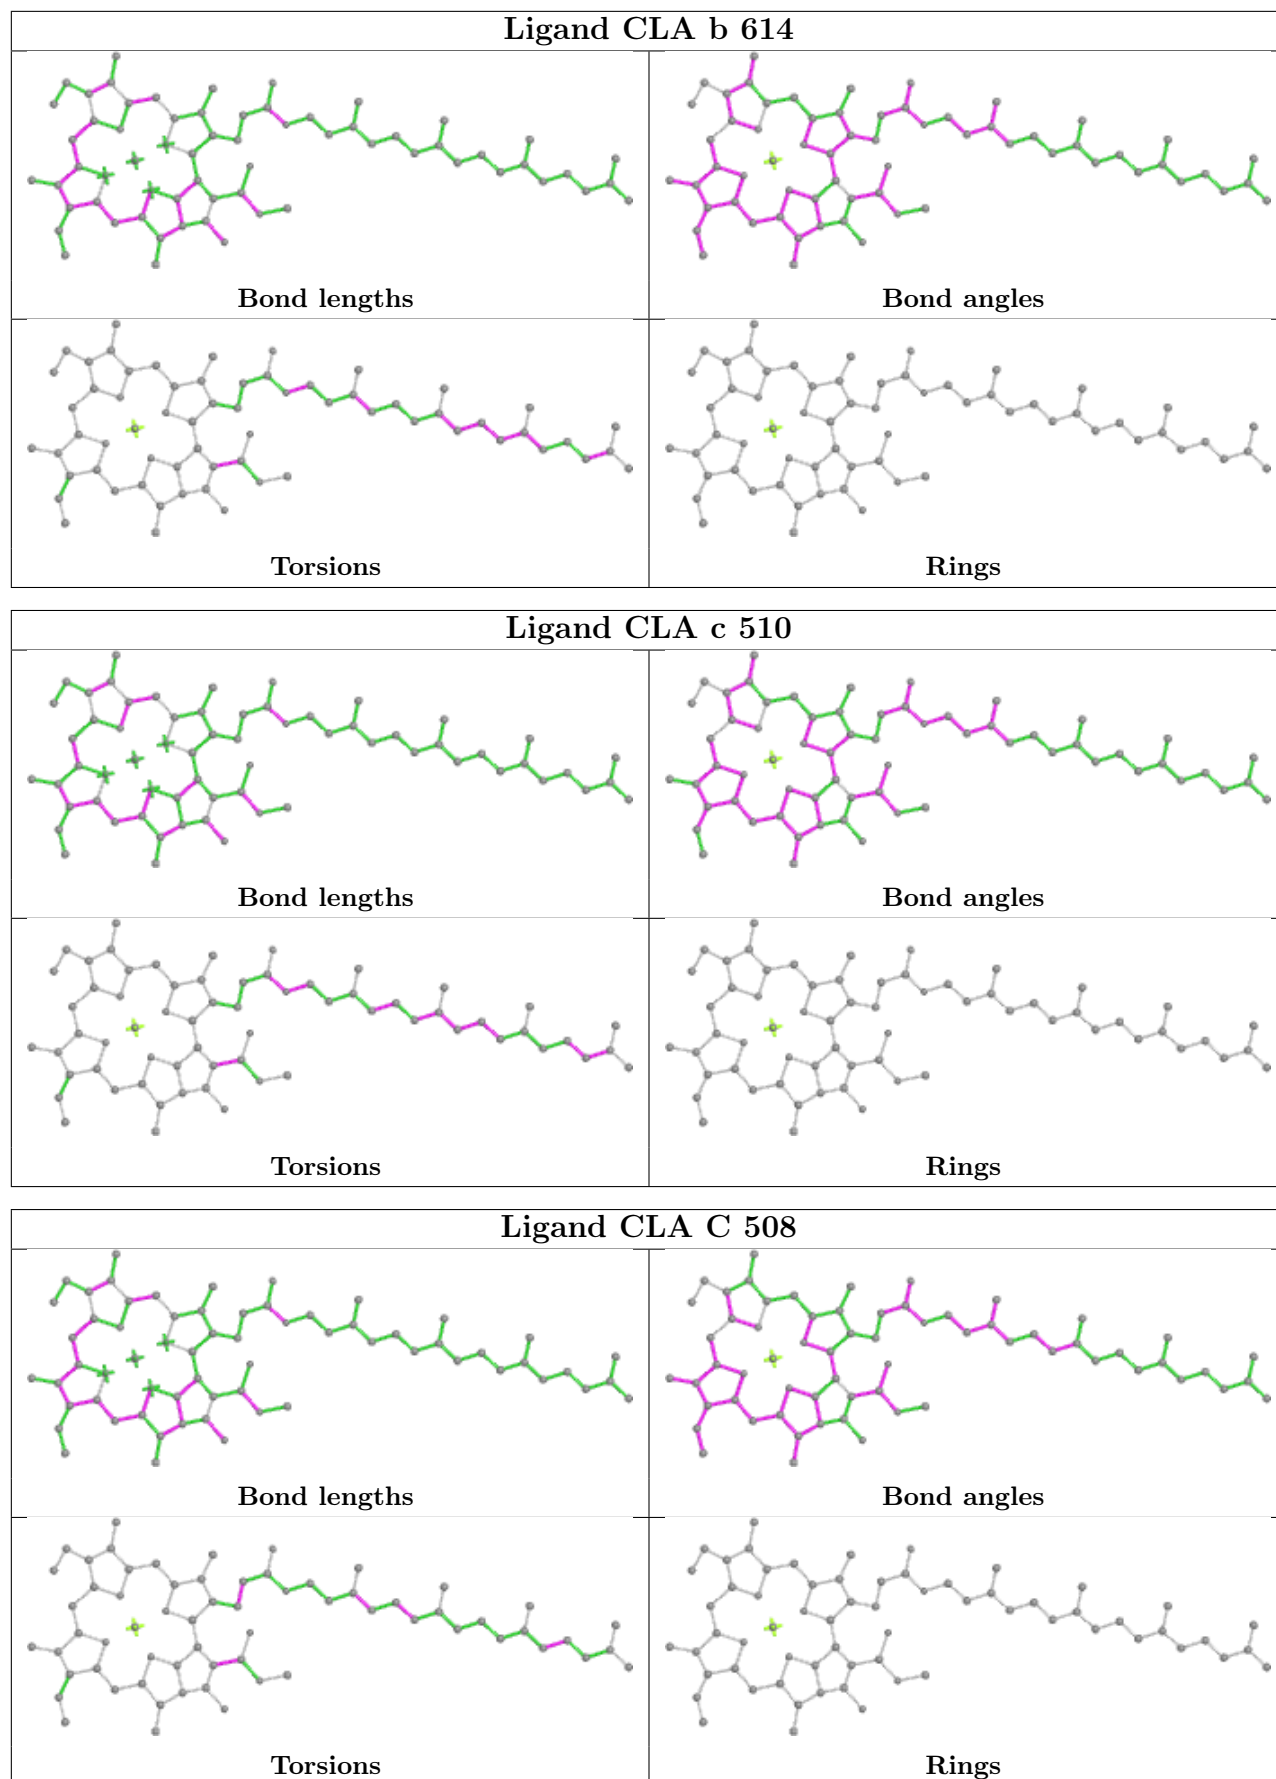 Ligand CLA b 614
Bond lengths
Bond angles
Torsions
Rings
Ligand CLA c 510
Bond lengths
Bond angles
Torsions
Rings
Ligand CLA C 508
Bond lengths
Bond angles
Torsions
Rings